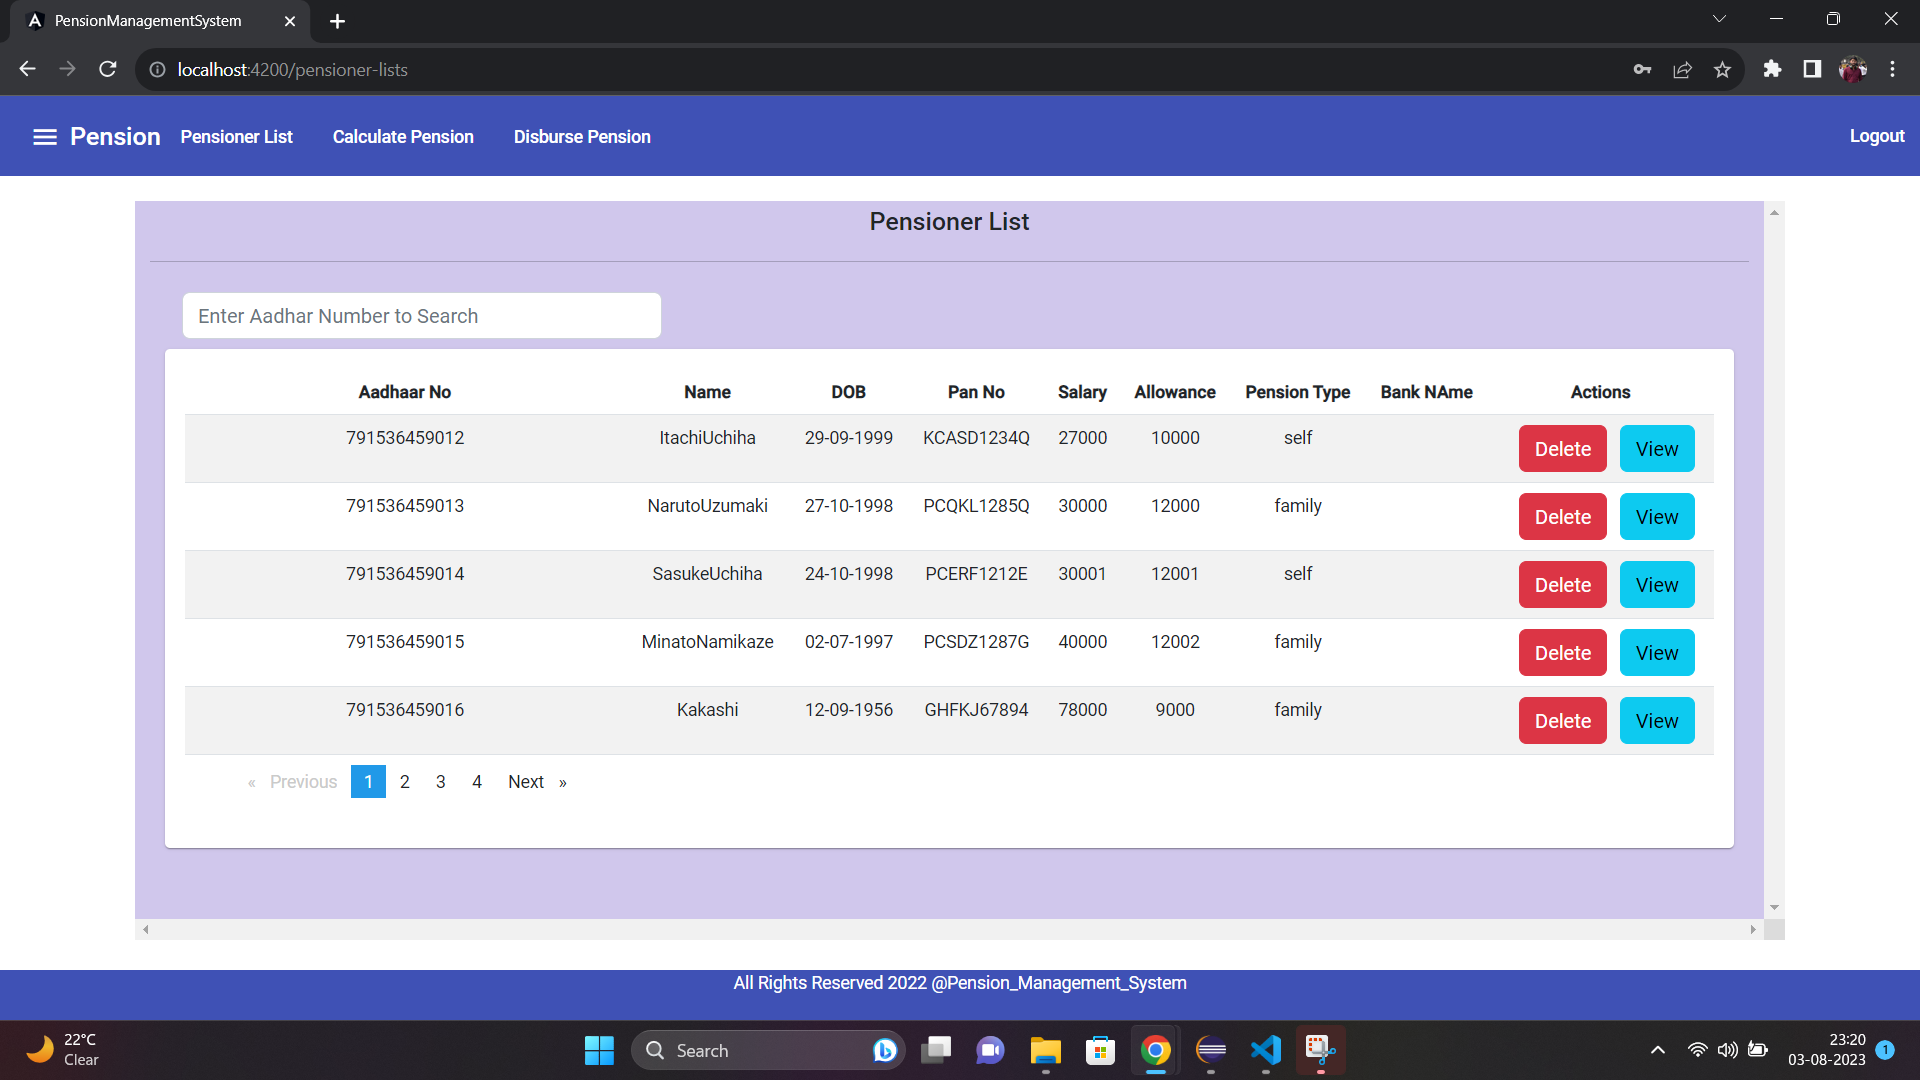 PensionManagementSystem
localhost:4200/pensioner-lists
Pension Pensioner List Calculate Pension Disburse Pension Logout
Pensioner List
Enter Aadhar Number to Search
Aadhaar No Name DOB Pan No Salary Allowance Pension Type Bank NAme Actions
791536459012 ItachiUchiha 29-09-1999 KCASD1234Q 27000 10000 self Delete View
791536459013 NarutoUzumaki 27-10-1998 PCQKL1285Q 30000 12000 family Delete View
791536459014 SasukeUchiha 24-10-1998 PCERF1212E 30001 12001 self Delete View
791536459015 MinatoNamikaze 02-07-1997 PCSDZ1287G 40000 12002 family Delete View
791536459016 Kakashi 12-09-1956 GHFKJ67894 78000 9000 family Delete View
« Previous 1 2 3 4 Next »
All Rights Reserved 2022 @Pension_Management_System
22°C
Clear
Search
23:20
03-08-2023
1